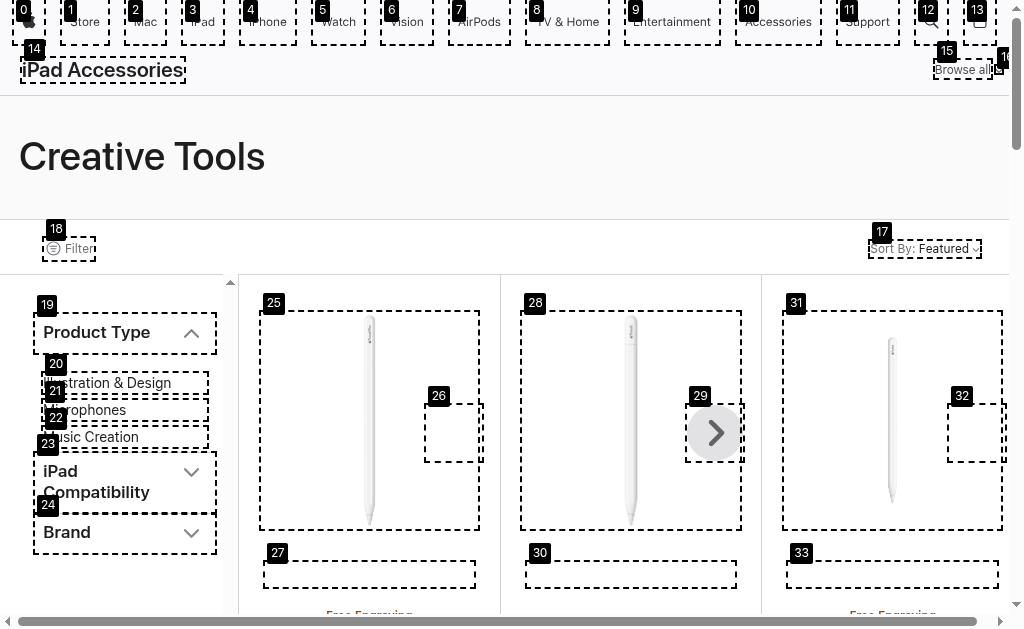 0 1 2 3 4 5 6 7 8 9 10 11 12 13
Store Mac iPad iPhone Watch Vision AirPods TV & Home Entertainment Accessories Support
14 15 16
iPad Accessories Browse all
Creative Tools
18 17
Filter Sort By: Featured
19 25 28 31
Product Type
20
Illustration & Design
21
Microphones
22
Music Creation
23
iPad
Compatibility
24
Brand
26 29 32
27 30 33
Free Engraving Free Engraving